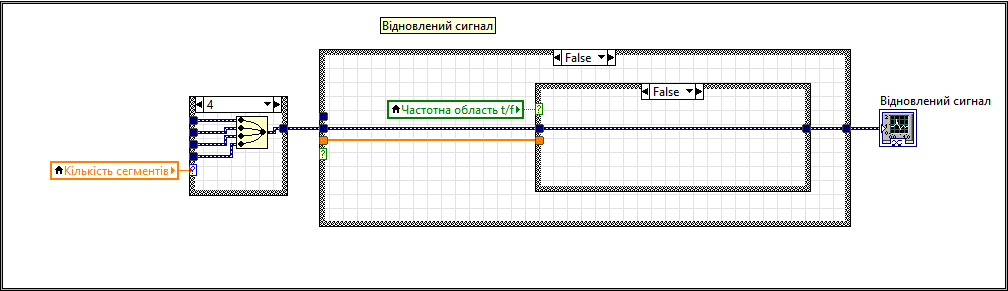 Відновлений сигнал
False
False
4
Частотна область t/f
Відновлений сигнал
Кількість сегментів